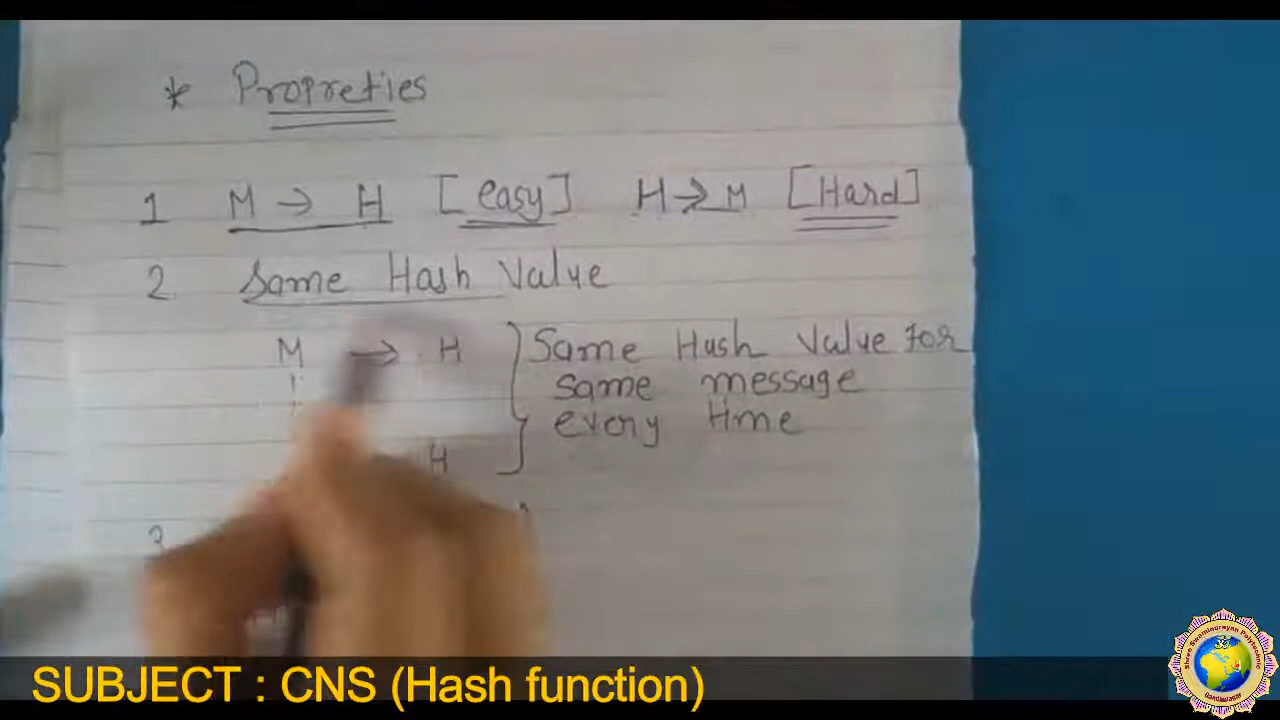 * Propreties
1 M → H [easy] H → M [Hard]
2 Same Hash Value
M → H } Same Hash Value For
same message
every time
H
3
SUBJECT : CNS (Hash function)